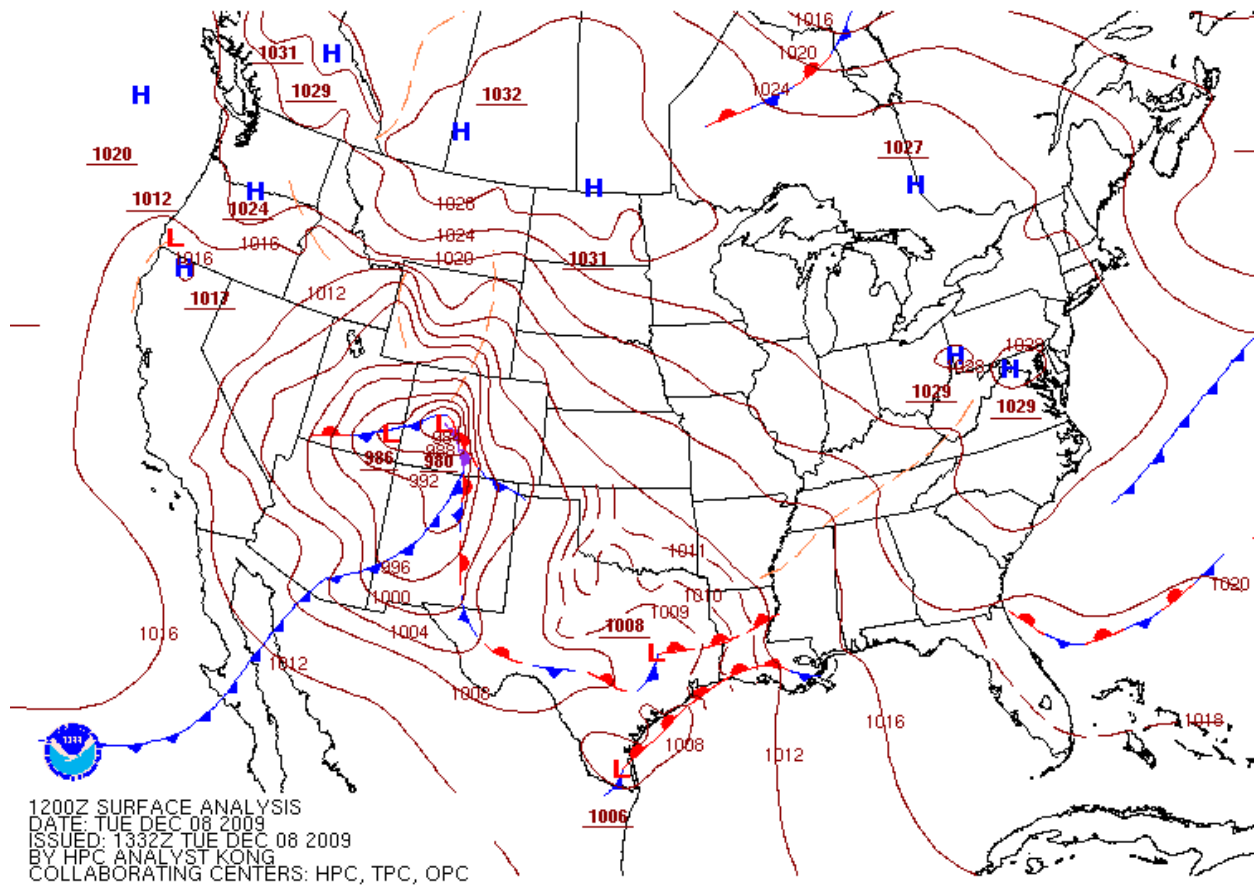 1016
1031
H
1020
1029
1024
1032
H
H
H
1020
1027
H
H
1012
H
1024
1028
L
1016
1024
1016
1020
1031
H
1017
1012
1028
H
1028
H
1029
1029
L
L
988
986
980
992
1011
996
1010
1020
1000
1009
1004
1008
L
1016
1012
1008
1016
1018
1008
1012
L
1006
1200Z SURFACE ANALYSIS
DATE: TUE DEC 08 2009
ISSUED: 1332Z TUE DEC 08 2009
BY HPC ANALYST KONG
COLLABORATING CENTERS: HPC, TPC, OPC